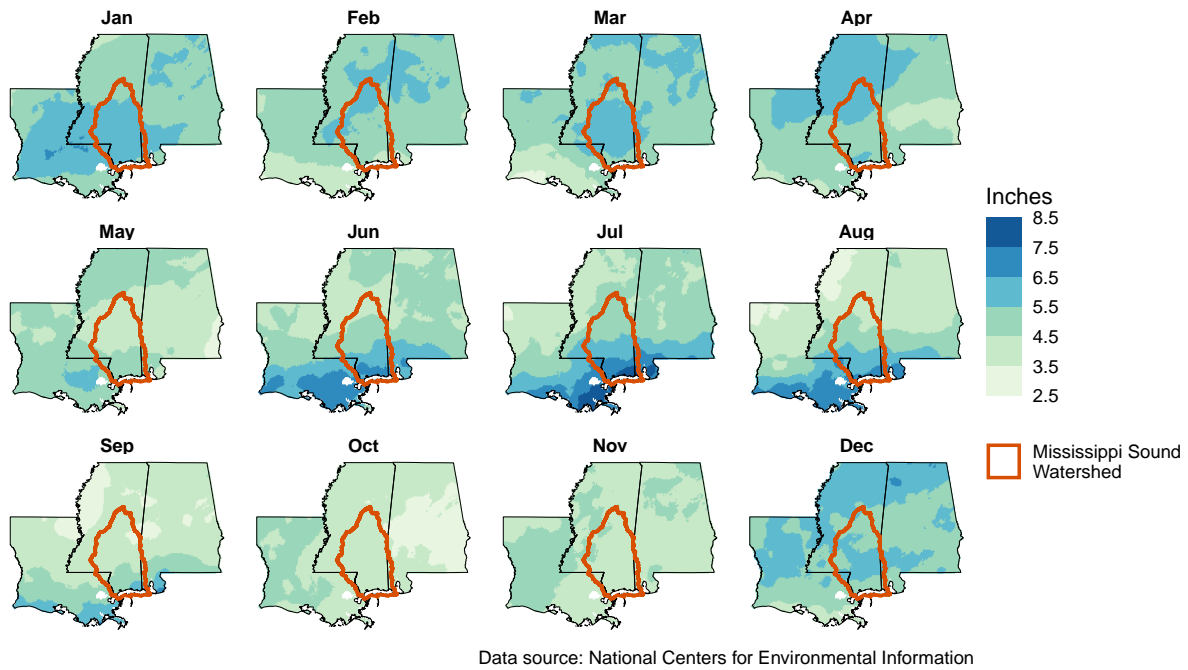 Jan
Feb
Mar
Apr
May
Jun
Jul
Aug
Sep
Oct
Nov
Dec
Inches
8.5
7.5
6.5
5.5
4.5
3.5
2.5
Mississippi Sound
Watershed
Data source: National Centers for Environmental Information